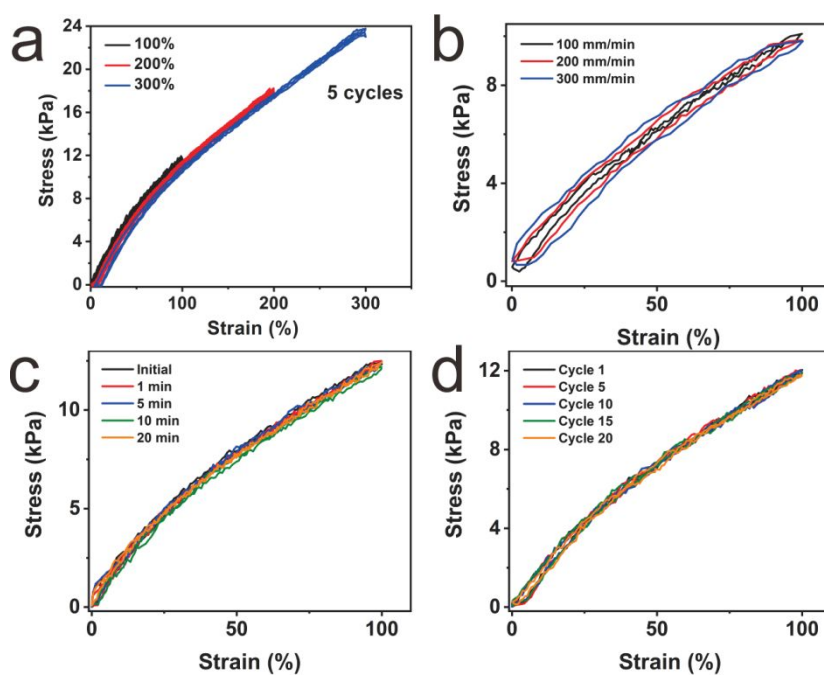 a
100%
200%
300%
5 cycles
24
20
16
12
8
4
0
Stress (kPa)
0 50 100 150 200 250 300
Strain (%)
b
100 mm/min
200 mm/min
300 mm/min
8
4
0
Stress (kPa)
0 50 100
Strain (%)
c
Initial
1 min
5 min
10 min
20 min
10
5
0
Stress (kPa)
0 50 100
Strain (%)
d
Cycle 1
Cycle 5
Cycle 10
Cycle 15
Cycle 20
12
8
4
0
Stress (kPa)
0 50 100
Strain (%)